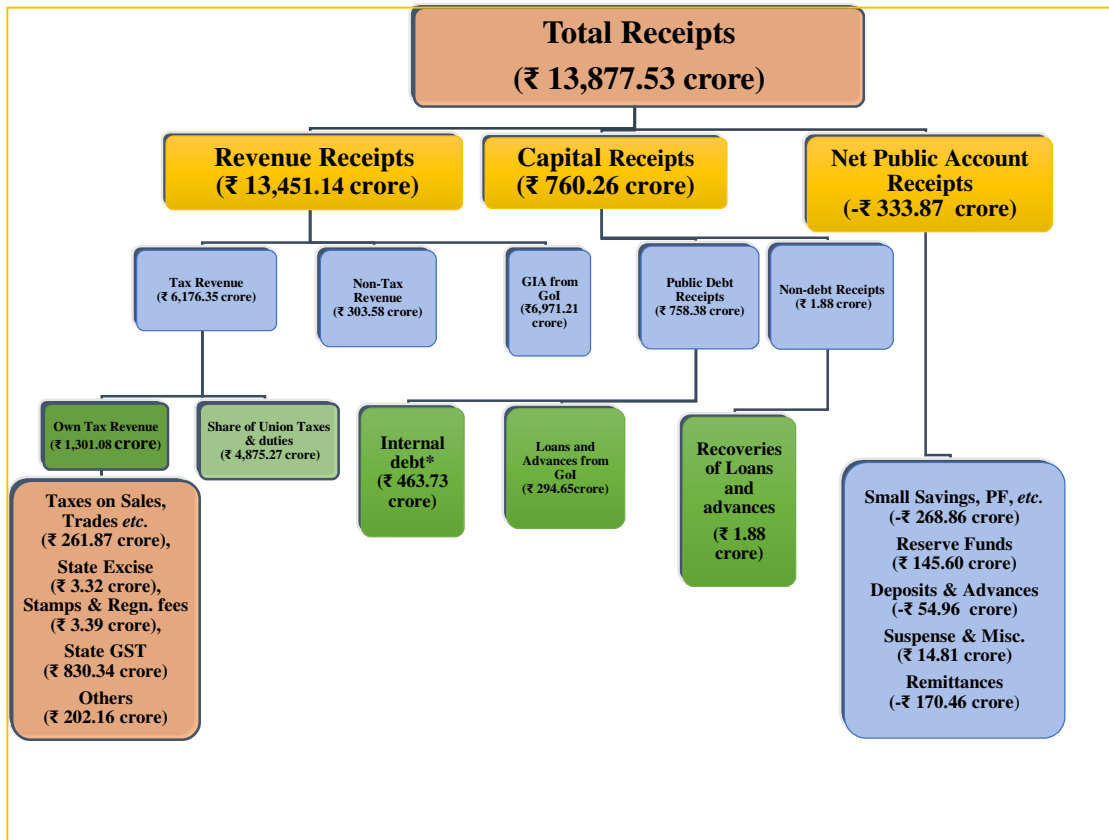 Total Receipts
(₹ 13,877.53 crore)
Revenue Receipts
(₹ 13,451.14 crore)
Capital Receipts
(₹ 760.26 crore)
Net Public Account
Receipts
(-₹ 333.87 crore)
Tax Revenue
(₹ 6,176.35 crore)
Non-Tax
Revenue
(₹ 303.58 crore)
GIA from
GoI
(₹6,971.21
crore)
Public Debt
Receipts
(₹ 758.38 crore)
Non-debt Receipts
(₹ 1.88 crore)
Own Tax Revenue
(₹ 1,301.08 crore)
Share of Union Taxes
& duties
(₹ 4,875.27 crore)
Internal
debt*
(₹ 463.73
crore)
Loans and
Advances from
GoI
(₹ 294.65crore)
Recoveries
of Loans
and
advances
(₹ 1.88
crore)
Taxes on Sales,
Trades etc.
(₹ 261.87 crore),
State Excise
(₹ 3.32 crore),
Stamps & Regn. fees
(₹ 3.39 crore),
State GST
(₹ 830.34 crore)
Others
(₹ 202.16 crore)
Small Savings, PF, etc.
(-₹ 268.86 crore)
Reserve Funds
(₹ 145.60 crore)
Deposits & Advances
(-₹ 54.96 crore)
Suspense & Misc.
(₹ 14.81 crore)
Remittances
(-₹ 170.46 crore)